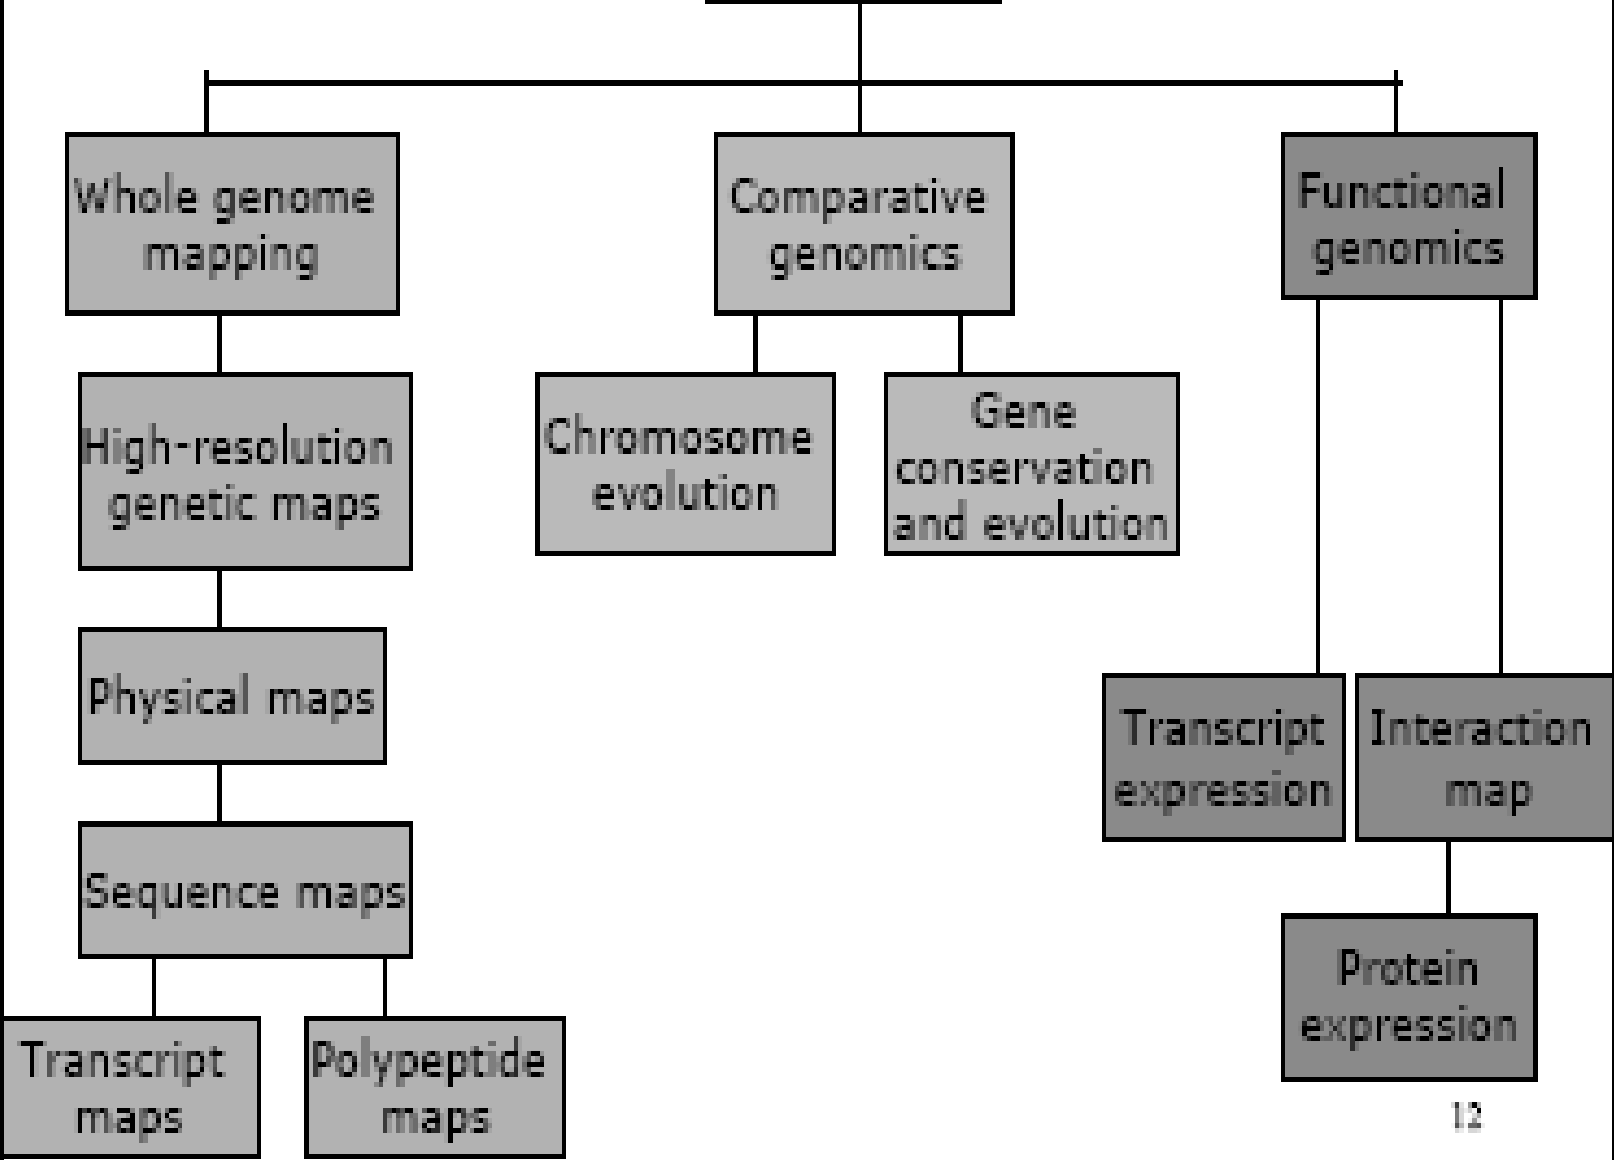 Whole genome
mapping
Comparative
genomics
Functional
genomics
High-resolution
genetic maps
Chromosome
evolution
Gene
conservation
and evolution
Physical maps
Transcript
expression
Interaction
map
Sequence maps
Protein
expression
Transcript
maps
Polypeptide
maps
12